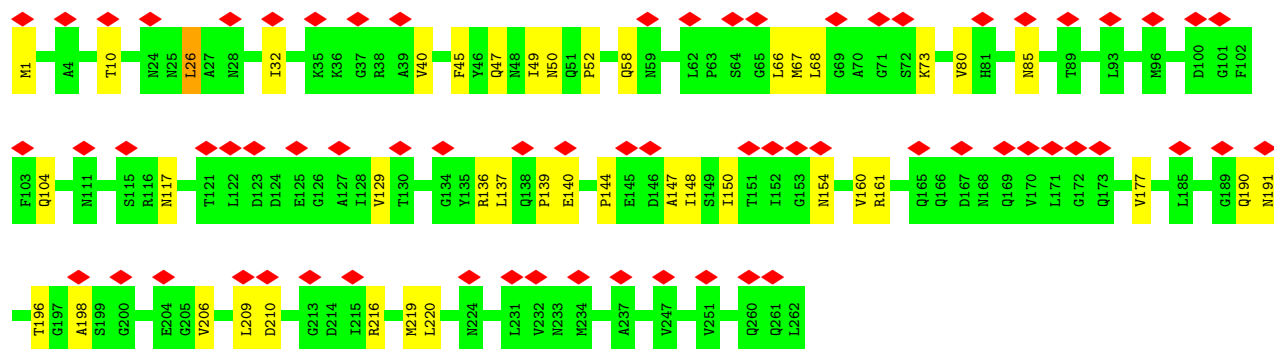 M1 A4 T10 N24 N25 L26 A27 N28 I32 K35 K36 G37 R38 A39 V40 F45 Y46 Q47 N48 I49 N50 Q51 P52 Q58 N59 L62 P63 S64 G65 L66 M67 L68 G69 A70 G71 S72 K73 V80 H81 N85 T89 L93 M96 D100 G101 F102
F103 Q104 N111 S115 R116 N117 T121 L122 D123 D124 E125 G126 A127 I128 V129 T130 G134 Y135 R136 L137 Q138 P139 E140 P144 E145 D146 A147 I148 S149 I150 T151 I152 G153 N154 V160 R161 Q165 Q166 D167 N168 Q169 V170 L171 G172 Q173 V177 L185 G189 Q190 N191
T196 G197 A198 S199 G200 E204 G205 V206 L209 D210 G213 D214 I215 R216 M219 L220 N224 L231 V232 N233 M234 A237 V247 V251 Q260 Q261 L262